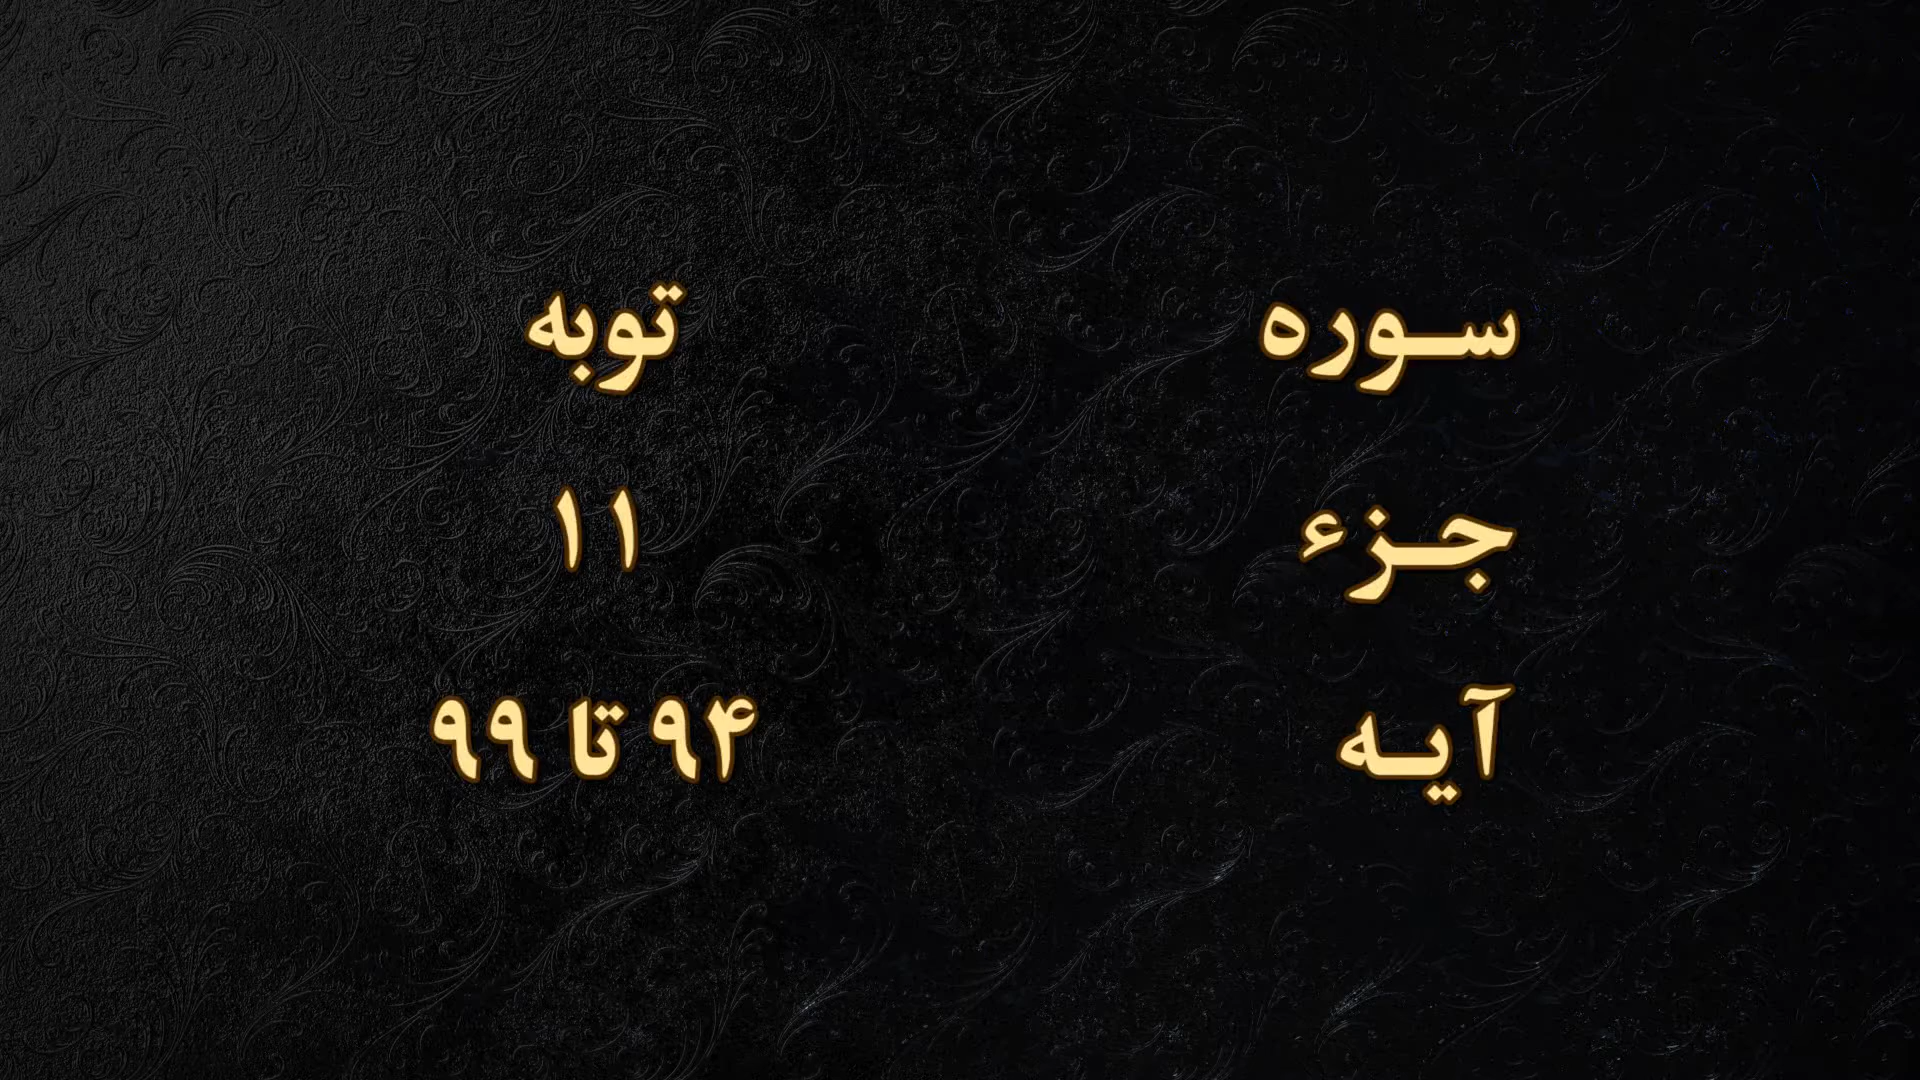 سوره توبه
جزء ۱۱
آیه ۹۴ تا ۹۹